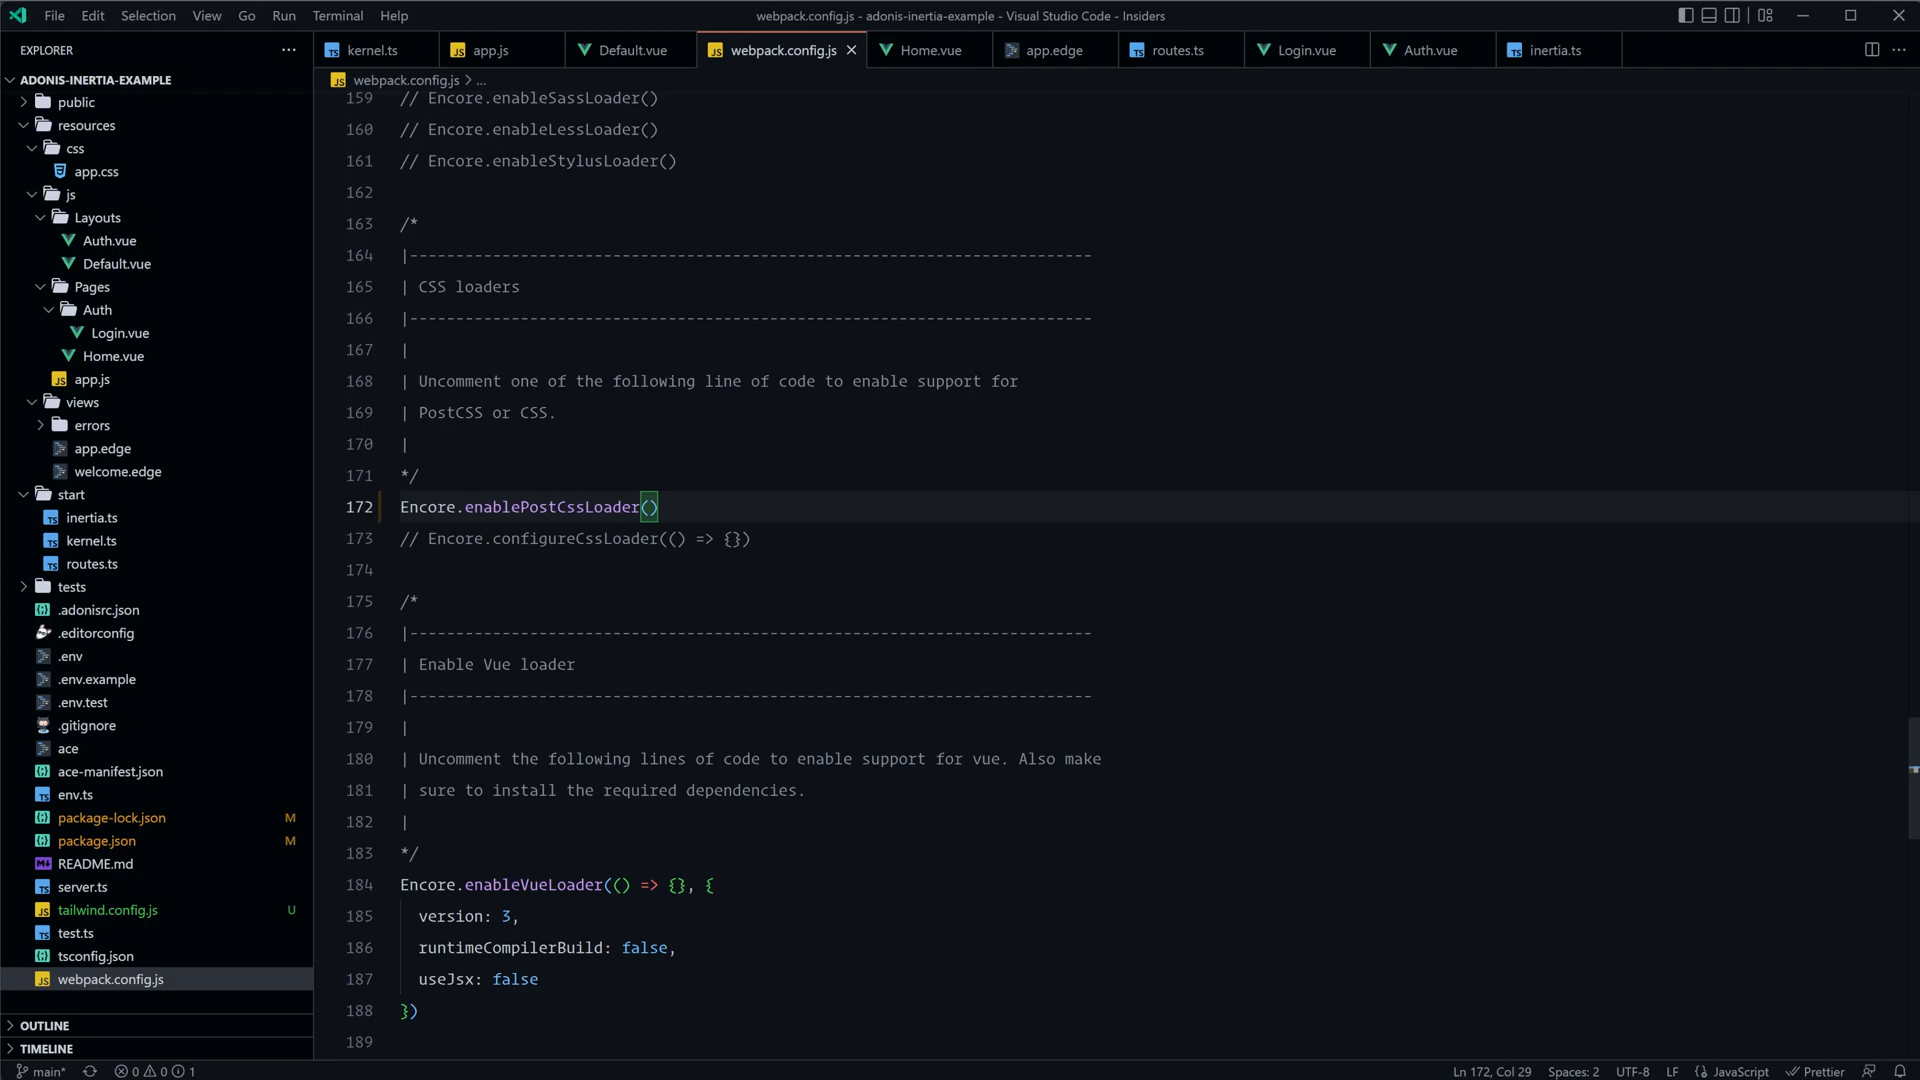 File Edit Selection View Go Run Terminal Help
webpack.config.js - adonis-inertia-example - Visual Studio Code - Insiders
EXPLORER
kernel.ts
app.js
Default.vue
webpack.config.js
Home.vue
app.edge
routes.ts
Login.vue
Auth.vue
inertia.ts
ADONIS-INERTIA-EXAMPLE
public
resources
css
app.css
js
Layouts
Auth.vue
Default.vue
Pages
Auth
Login.vue
Home.vue
app.js
views
errors
app.edge
welcome.edge
start
inertia.ts
kernel.ts
routes.ts
tests
.adonisrc.json
.editorconfig
.env
.env.example
.env.test
.gitignore
ace
ace-manifest.json
env.ts
package-lock.json M
package.json M
README.md
server.ts
tailwind.config.js U
test.ts
tsconfig.json
webpack.config.js
OUTLINE
TIMELINE
webpack.config.js > ...
159 // Encore.enableSassLoader()
160 // Encore.enableLessLoader()
161 // Encore.enableStylusLoader()
162
163 /*
164 |--------------------------------------------------------------------------
165 | CSS loaders
166 |--------------------------------------------------------------------------
167 |
168 | Uncomment one of the following line of code to enable support for
169 | PostCSS or CSS.
170 |
171 */
172 Encore.enablePostCssLoader()
173 // Encore.configureCssLoader(() => {})
174
175 /*
176 |--------------------------------------------------------------------------
177 | Enable Vue loader
178 |--------------------------------------------------------------------------
179 |
180 | Uncomment the following lines of code to enable support for vue. Also make
181 | sure to install the required dependencies.
182 |
183 */
184 Encore.enableVueLoader(() => {}, {
185 version: 3,
186 runtimeCompilerBuild: false,
187 useJsx: false
188 })
189
main* 0 0 1
Ln 172, Col 29 Spaces: 2 UTF-8 LF JavaScript Prettier